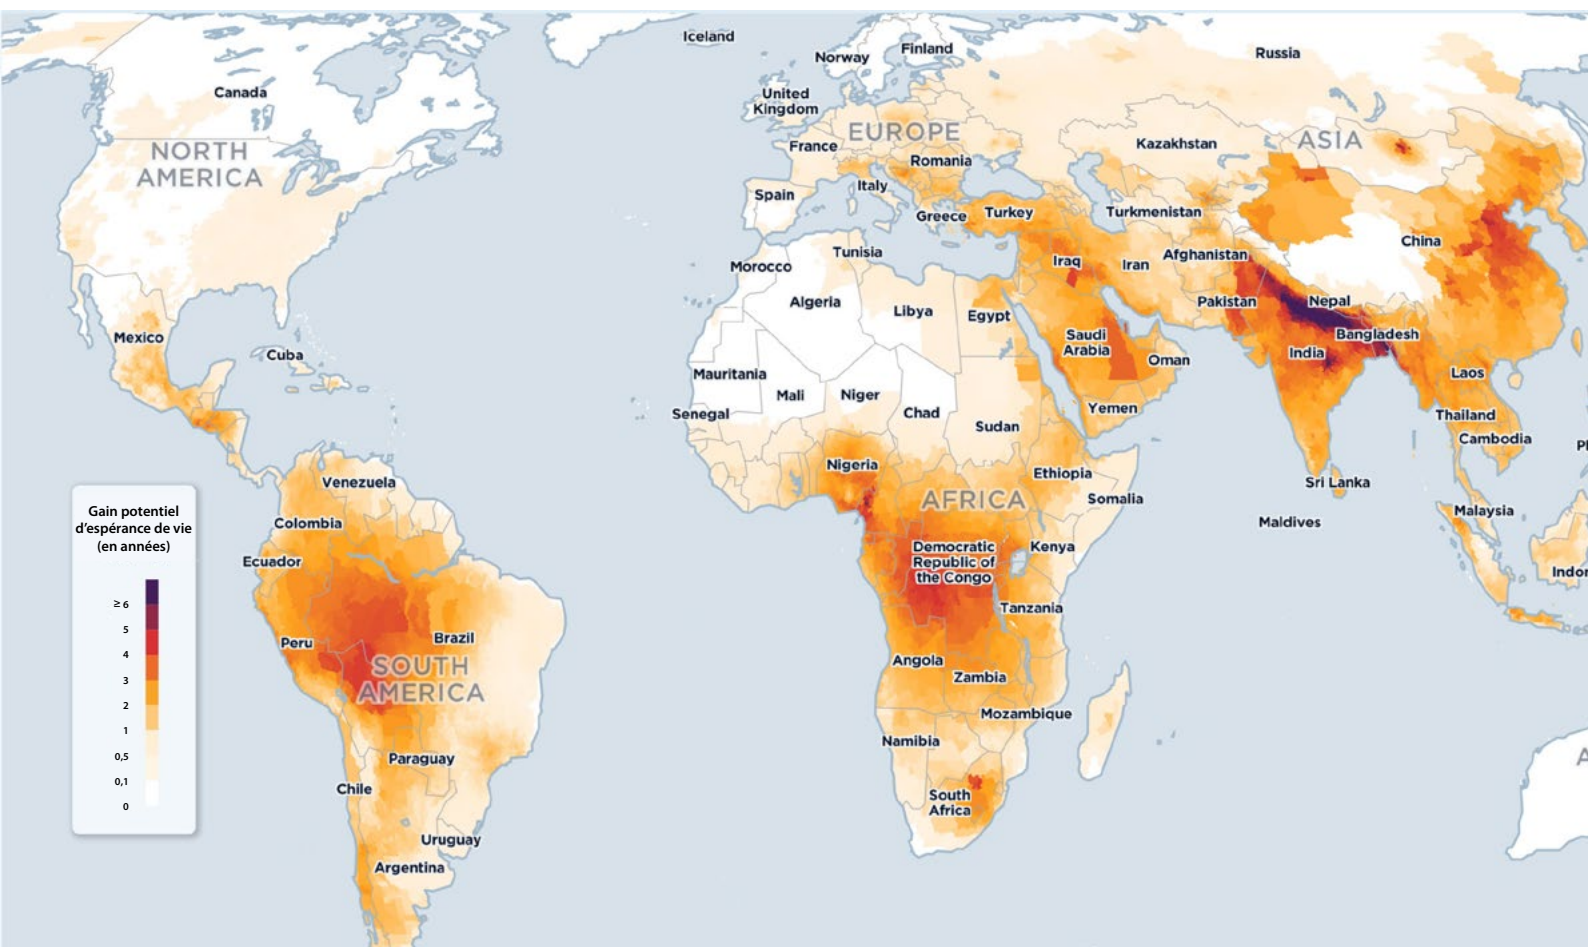 Iceland
Norway
Finland
Russia
Canada
United
Kingdom
NORTH
AMERICA
EUROPE
France
Romania
Kazakhstan
ASIA
Spain
Italy
Greece
Turkey
Turkmenistan
China
Morocco
Tunisia
Iraq
Iran
Afghanistan
Algeria
Libya
Egypt
Pakistan
Nepal
Mexico
Cuba
Saudi
Arabia
Oman
Bangladesh
India
Mauritania
Mali
Niger
Chad
Laos
Senegal
Sudan
Yemen
Thailand
Cambodia
Venezuela
Nigeria
Ethiopia
AFRICA
Somalia
Sri Lanka
Colombia
Maldives
Malaysia
Ecuador
Democratic
Republic of
the Congo
Kenya
Indor
Peru
Brazil
Tanzania
SOUTH
AMERICA
Angola
Zambia
Mozambique
Namibia
Paraguay
Chile
South
Africa
Uruguay
Argentina
Gain potentiel
d'espérance de vie
(en années)
≥ 6
5
4
3
2
1
0,5
0,1
0